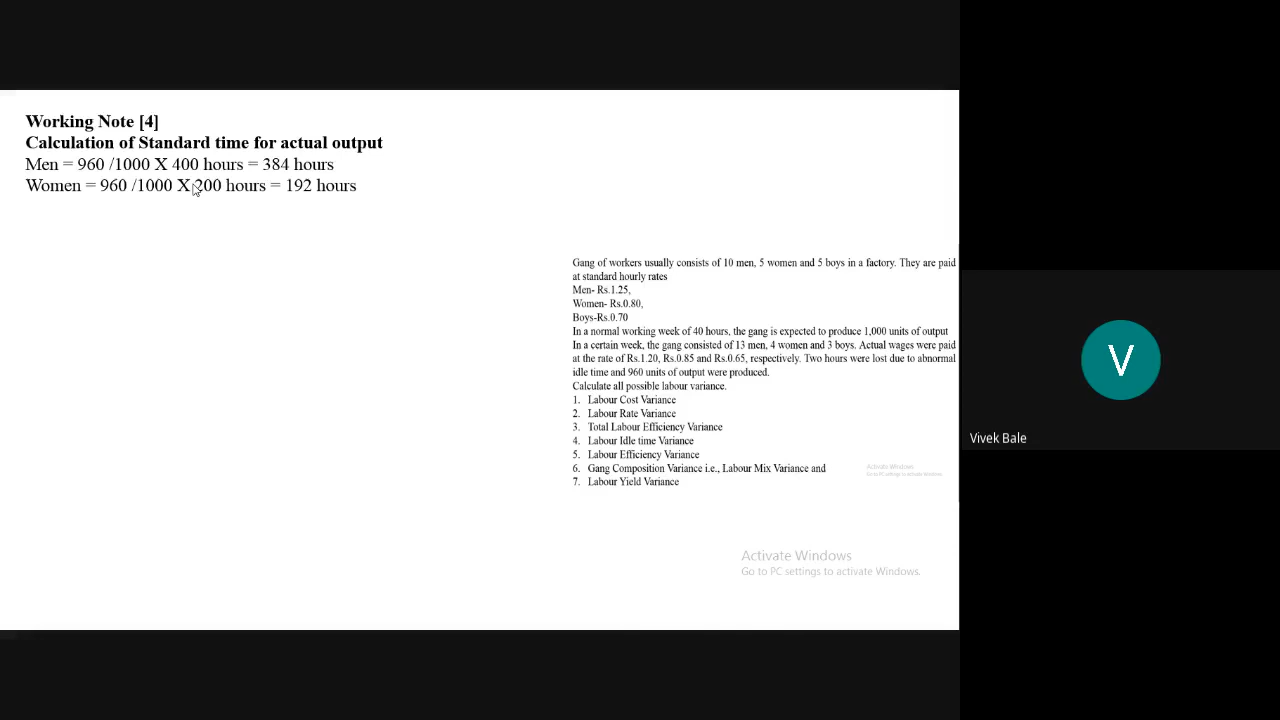 Working Note [4]
Calculation of Standard time for actual output
Men = 960 /1000 X 400 hours = 384 hours
Women = 960 /1000 X 200 hours = 192 hours
Gang of workers usually consists of 10 men, 5 women and 5 boys in a factory. They are paid
at standard hourly rates
Men- Rs.1.25,
Women- Rs.0.80,
Boys-Rs.0.70
In a normal working week of 40 hours, the gang is expected to produce 1,000 units of output
In a certain week, the gang consisted of 13 men, 4 women and 3 boys. Actual wages were paid
at the rate of Rs.1.20, Rs.0.85 and Rs.0.65, respectively. Two hours were lost due to abnormal
idle time and 960 units of output were produced.
Calculate all possible labour variance.
1. Labour Cost Variance
2. Labour Rate Variance
3. Total Labour Efficiency Variance
4. Labour Idle time Variance
5. Labour Efficiency Variance
6. Gang Composition Variance i.e., Labour Mix Variance and
7. Labour Yield Variance
Activate Windows
Go to PC settings to activate Windows.
Activate Windows
Go to PC settings to activate Windows.
V
Vivek Bale